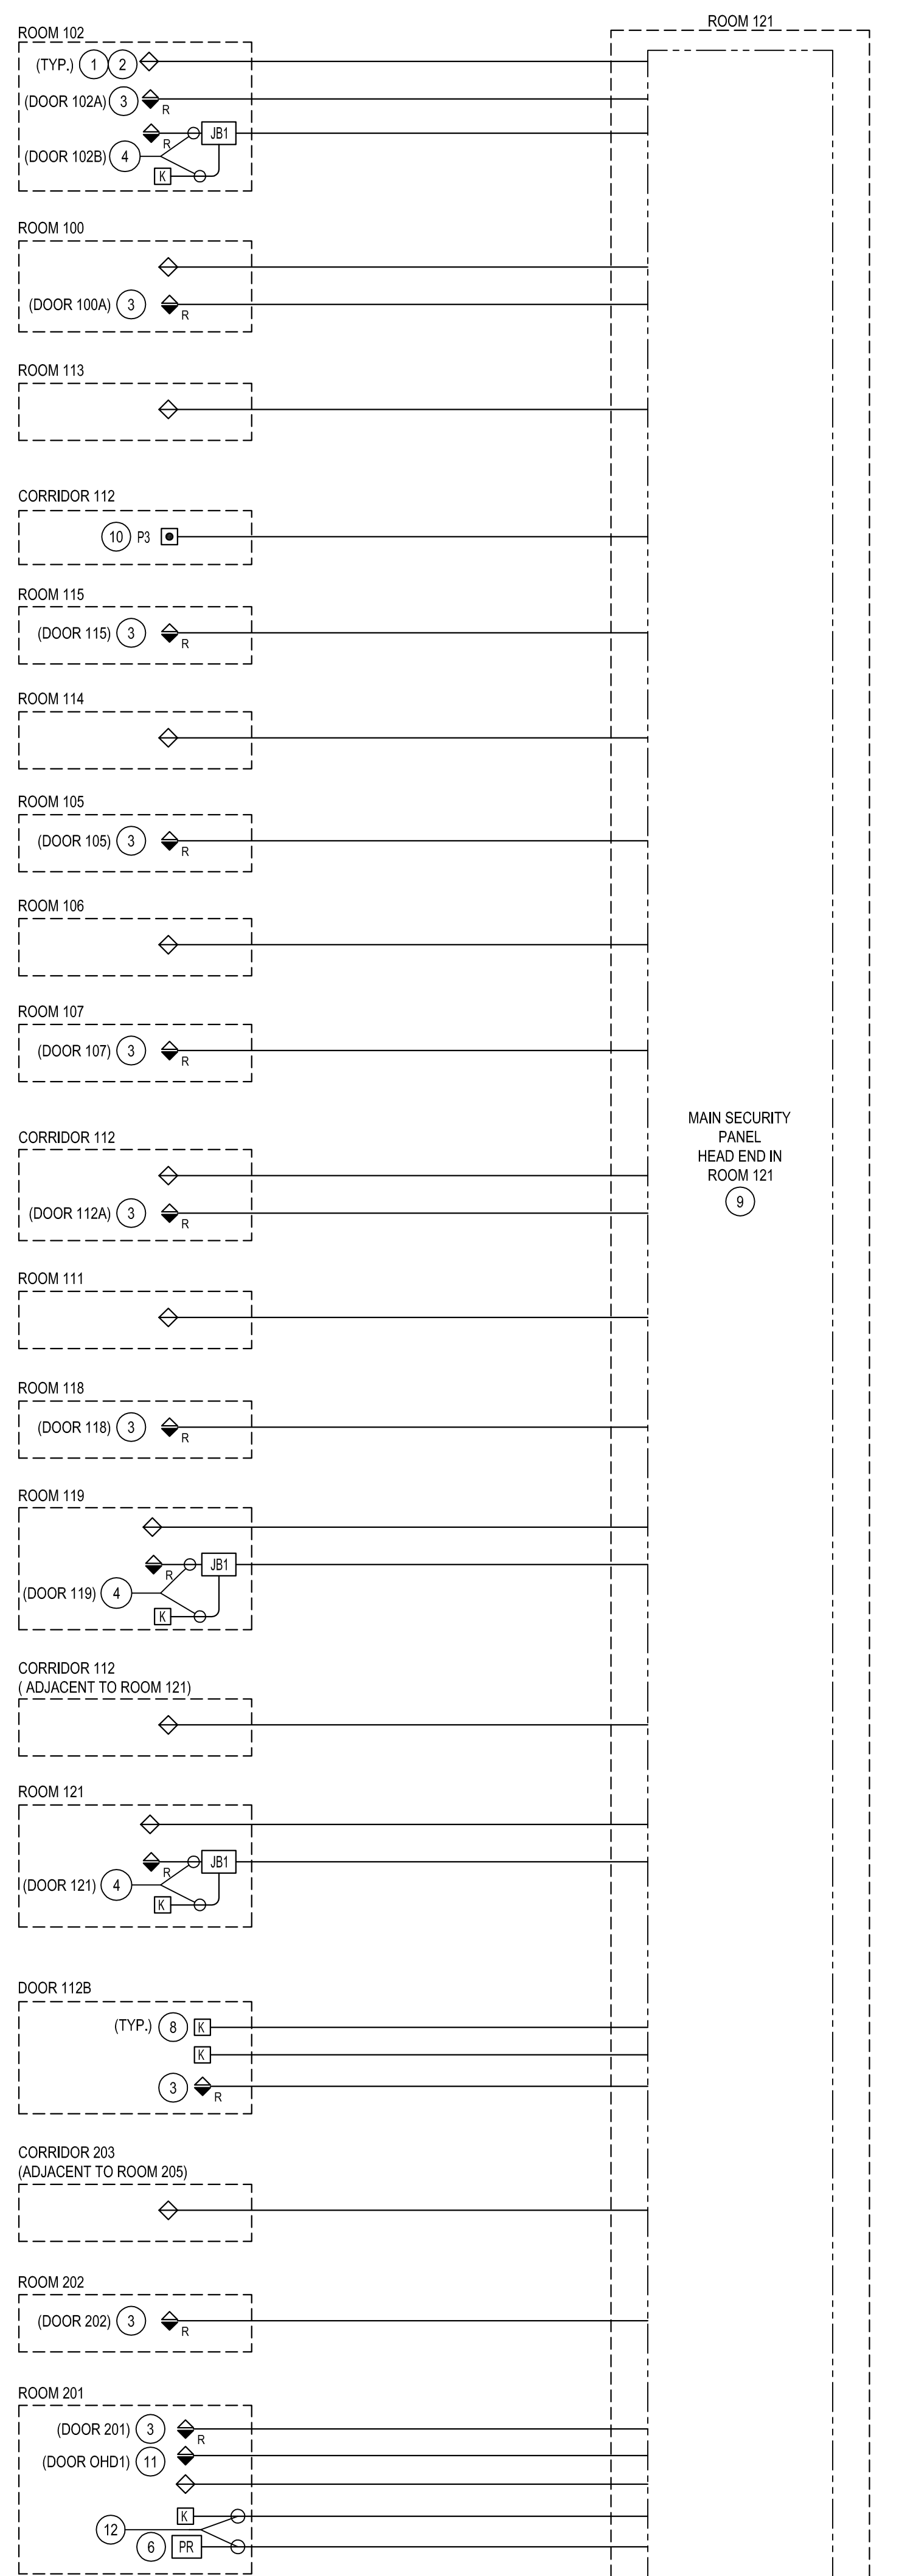 ROOM 121
ROOM 102
(TYP.) 1 2
(DOOR 102A) 3 R
JB1
R
(DOOR 102B) 4
K
ROOM 100
(DOOR 100A) 3 R
ROOM 113
CORRIDOR 112
10 P3
ROOM 115
(DOOR 115) 3 R
ROOM 114
ROOM 105
(DOOR 105) 3 R
ROOM 106
ROOM 107
(DOOR 107) 3 R
MAIN SECURITY
PANEL
HEAD END IN
ROOM 121
9
CORRIDOR 112
(DOOR 112A) 3 R
ROOM 111
ROOM 118
(DOOR 118) 3 R
ROOM 119
JB1
R
(DOOR 119) 4
K
CORRIDOR 112
( ADJACENT TO ROOM 121)
ROOM 121
JB1
R
(DOOR 121) 4
K
DOOR 112B
(TYP.) 8 K
K
3 R
CORRIDOR 203
(ADJACENT TO ROOM 205)
ROOM 202
(DOOR 202) 3 R
ROOM 201
(DOOR 201) 3 R
(DOOR OHD1) 11
K
12
6 PR